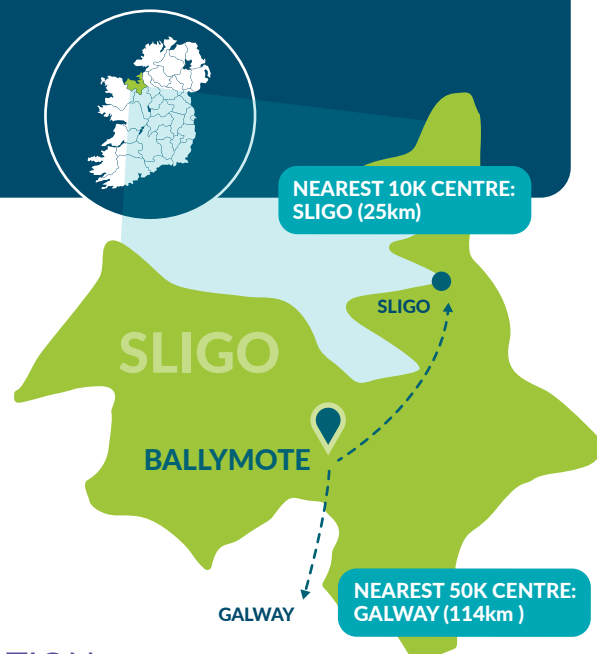 NEAREST 10K CENTRE:
SLIGO (25km)
SLIGO
SLIGO
BALLYMOTE
NEAREST 50K CENTRE:
GALWAY (114km )
GALWAY